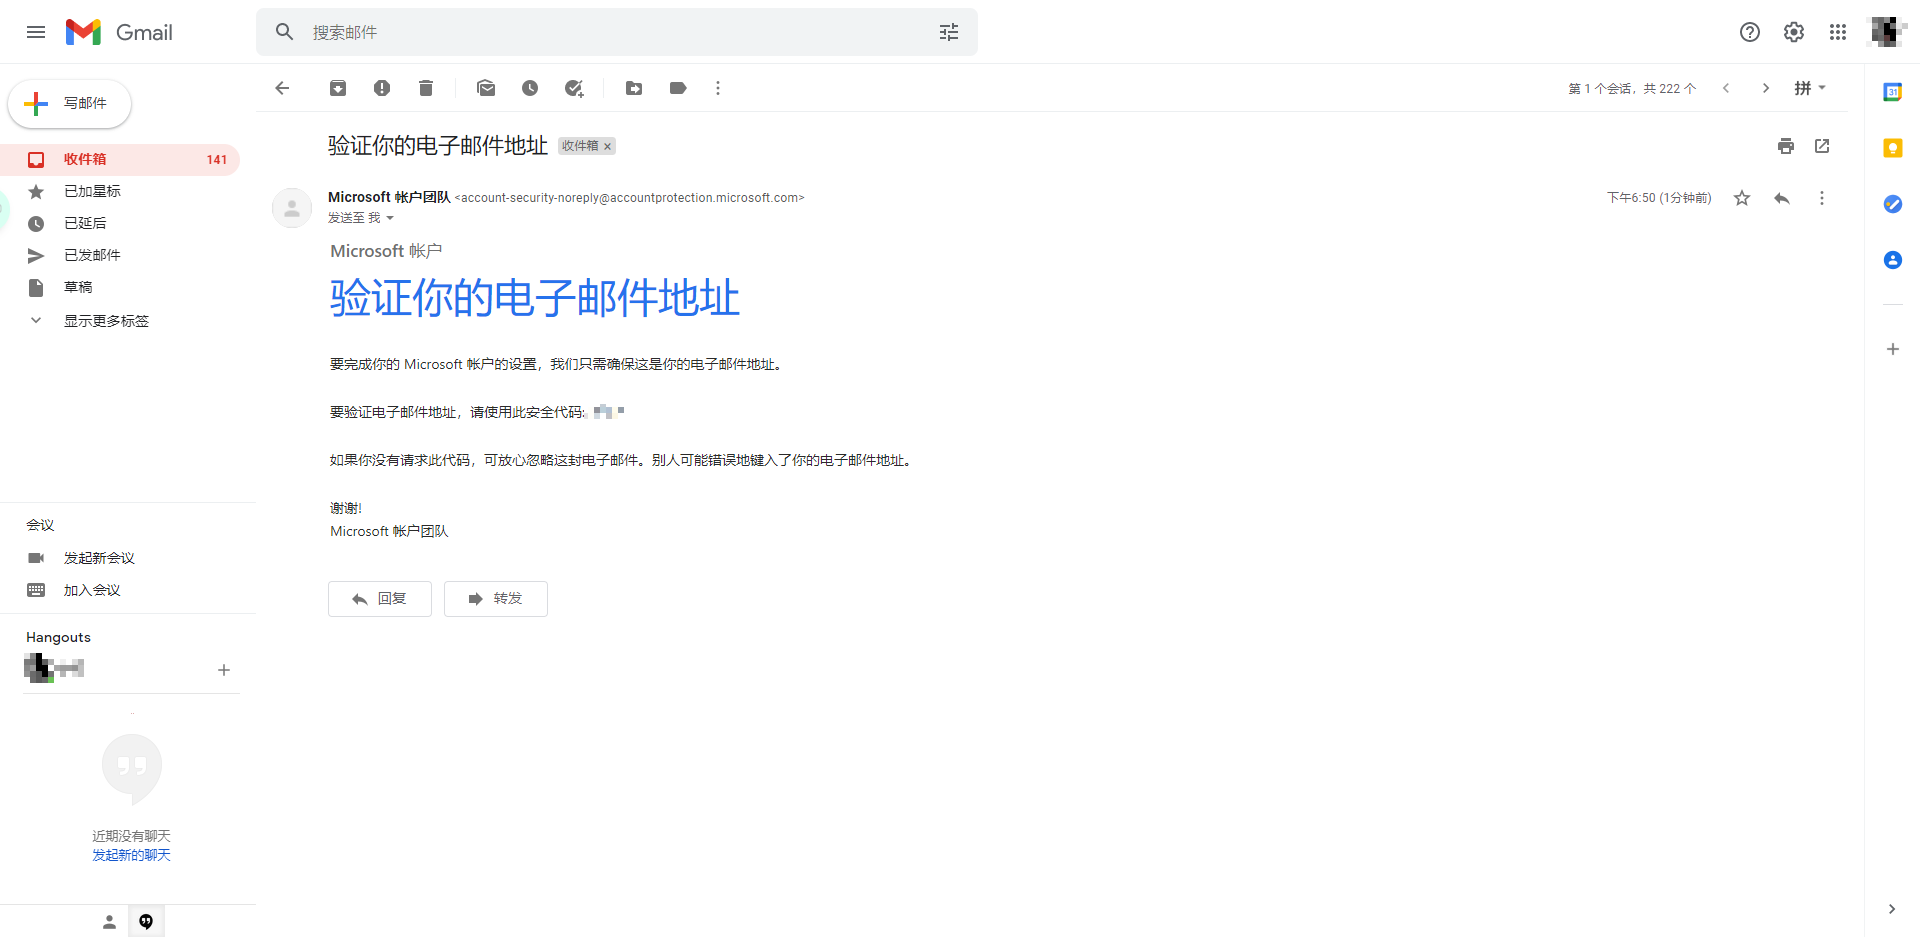 Gmail
搜索邮件
写邮件
第 1 个会话，共 222 个
拼
31
收件箱 141
已加星标
已延后
已发邮件
草稿
显示更多标签
会议
发起新会议
加入会议
Hangouts
近期没有聊天
发起新的聊天
验证你的电子邮件地址 收件箱 ×
Microsoft 帐户团队 <account-security-noreply@accountprotection.microsoft.com>
下午6:50 (1分钟前)
发送至 我
Microsoft 帐户
验证你的电子邮件地址
要完成你的 Microsoft 帐户的设置，我们只需确保这是你的电子邮件地址。
要验证电子邮件地址，请使用此安全代码:
如果你没有请求此代码，可放心忽略这封电子邮件。别人可能错误地键入了你的电子邮件地址。
谢谢!
Microsoft 帐户团队
回复
转发